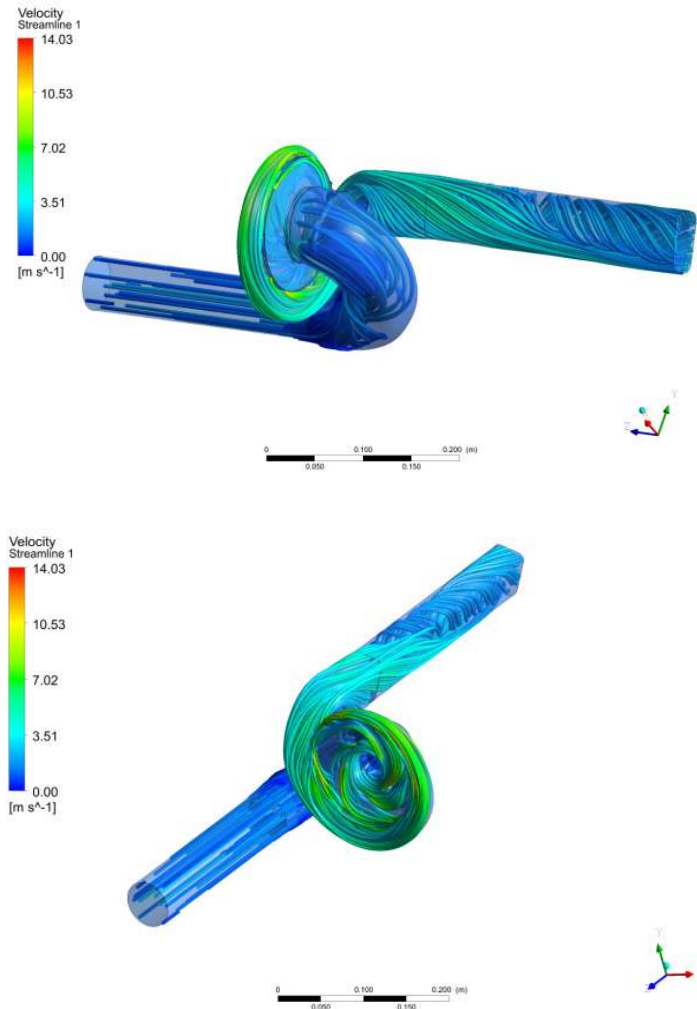 Velocity
Streamline 1
14.03
10.53
7.02
3.51
0.00
[m s^-1]
Y
Z
0 0.100 0.200 (m)
0.050 0.150
Velocity
Streamline 1
14.03
10.53
7.02
3.51
0.00
[m s^-1]
Y
Z
0 0.100 0.200 (m)
0.050 0.150